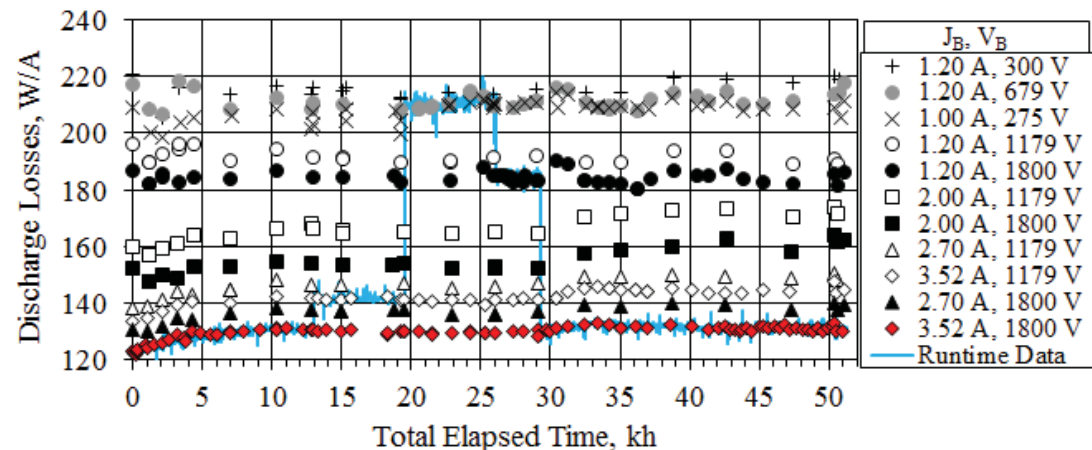 Discharge Losses, W/A
240
220
200
180
160
140
120
0 5 10 15 20 25 30 35 40 45 50
Total Elapsed Time, kh
J_B, V_B
1.20 A, 300 V
1.20 A, 679 V
1.00 A, 275 V
1.20 A, 1179 V
1.20 A, 1800 V
2.00 A, 1179 V
2.00 A, 1800 V
2.70 A, 1179 V
3.52 A, 1179 V
2.70 A, 1800 V
3.52 A, 1800 V
Runtime Data